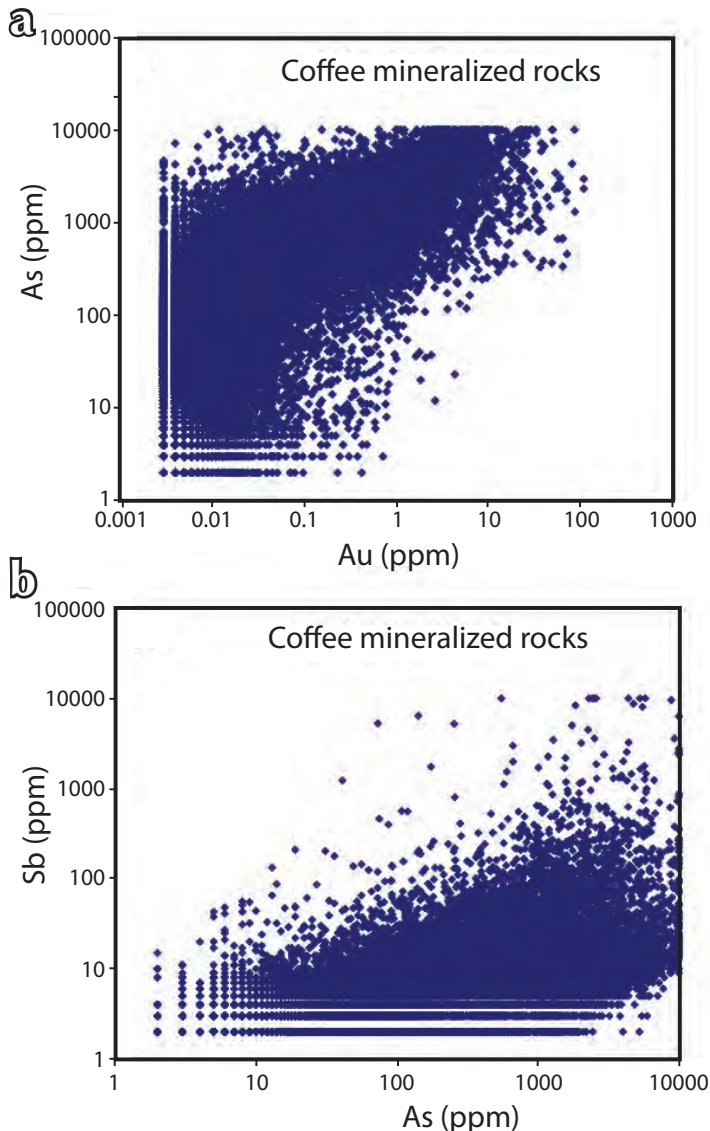 a
100000
Coffee mineralized rocks
10000
1000
As (ppm)
100
10
1
0.001 0.01 0.1 1 10 100 1000
Au (ppm)
b
100000
Coffee mineralized rocks
10000
1000
Sb (ppm)
100
10
1
1 10 100 1000 10000
As (ppm)